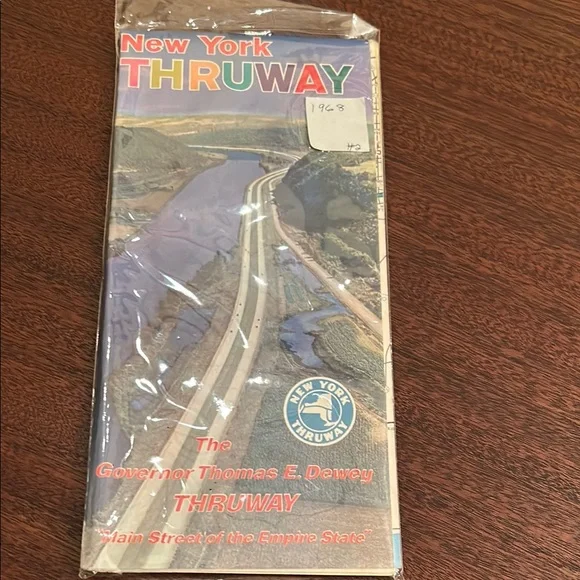 New York
THRUWAY
1968
#2
NEW YORK
THRUWAY
The
Governor Thomas E. Dewey
THRUWAY
"Main Street of the Empire State"